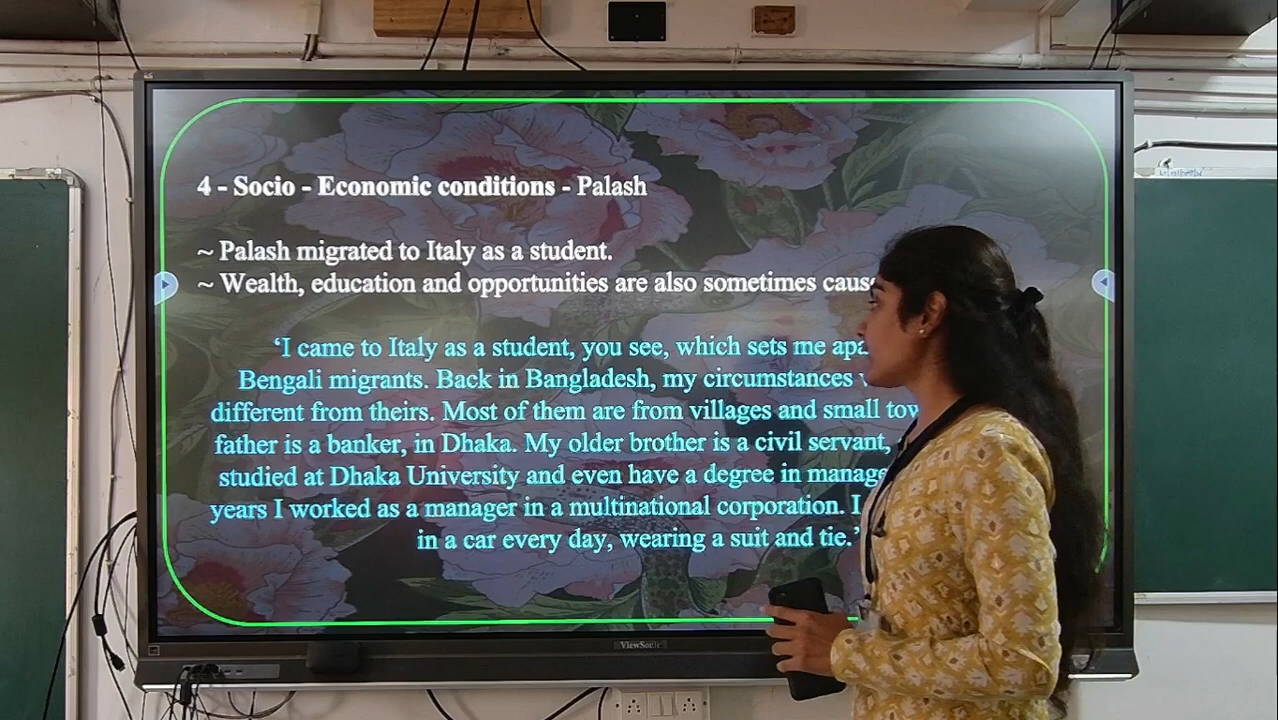 4 - Socio - Economic conditions - Palash
~ Palash migrated to Italy as a student.
~ Wealth, education and opportunities are also sometimes
‘I came to Italy as a student, you see, which sets me
Bengali migrants. Back in Bangladesh, my circumstances
different from theirs. Most of them are from villages and small
father is a banker, in Dhaka. My older brother is a civil servant,
studied at Dhaka University and even have a degree in
years I worked as a manager in a multinational corporation. I
in a car every day, wearing a suit and tie.’
ViewSonic